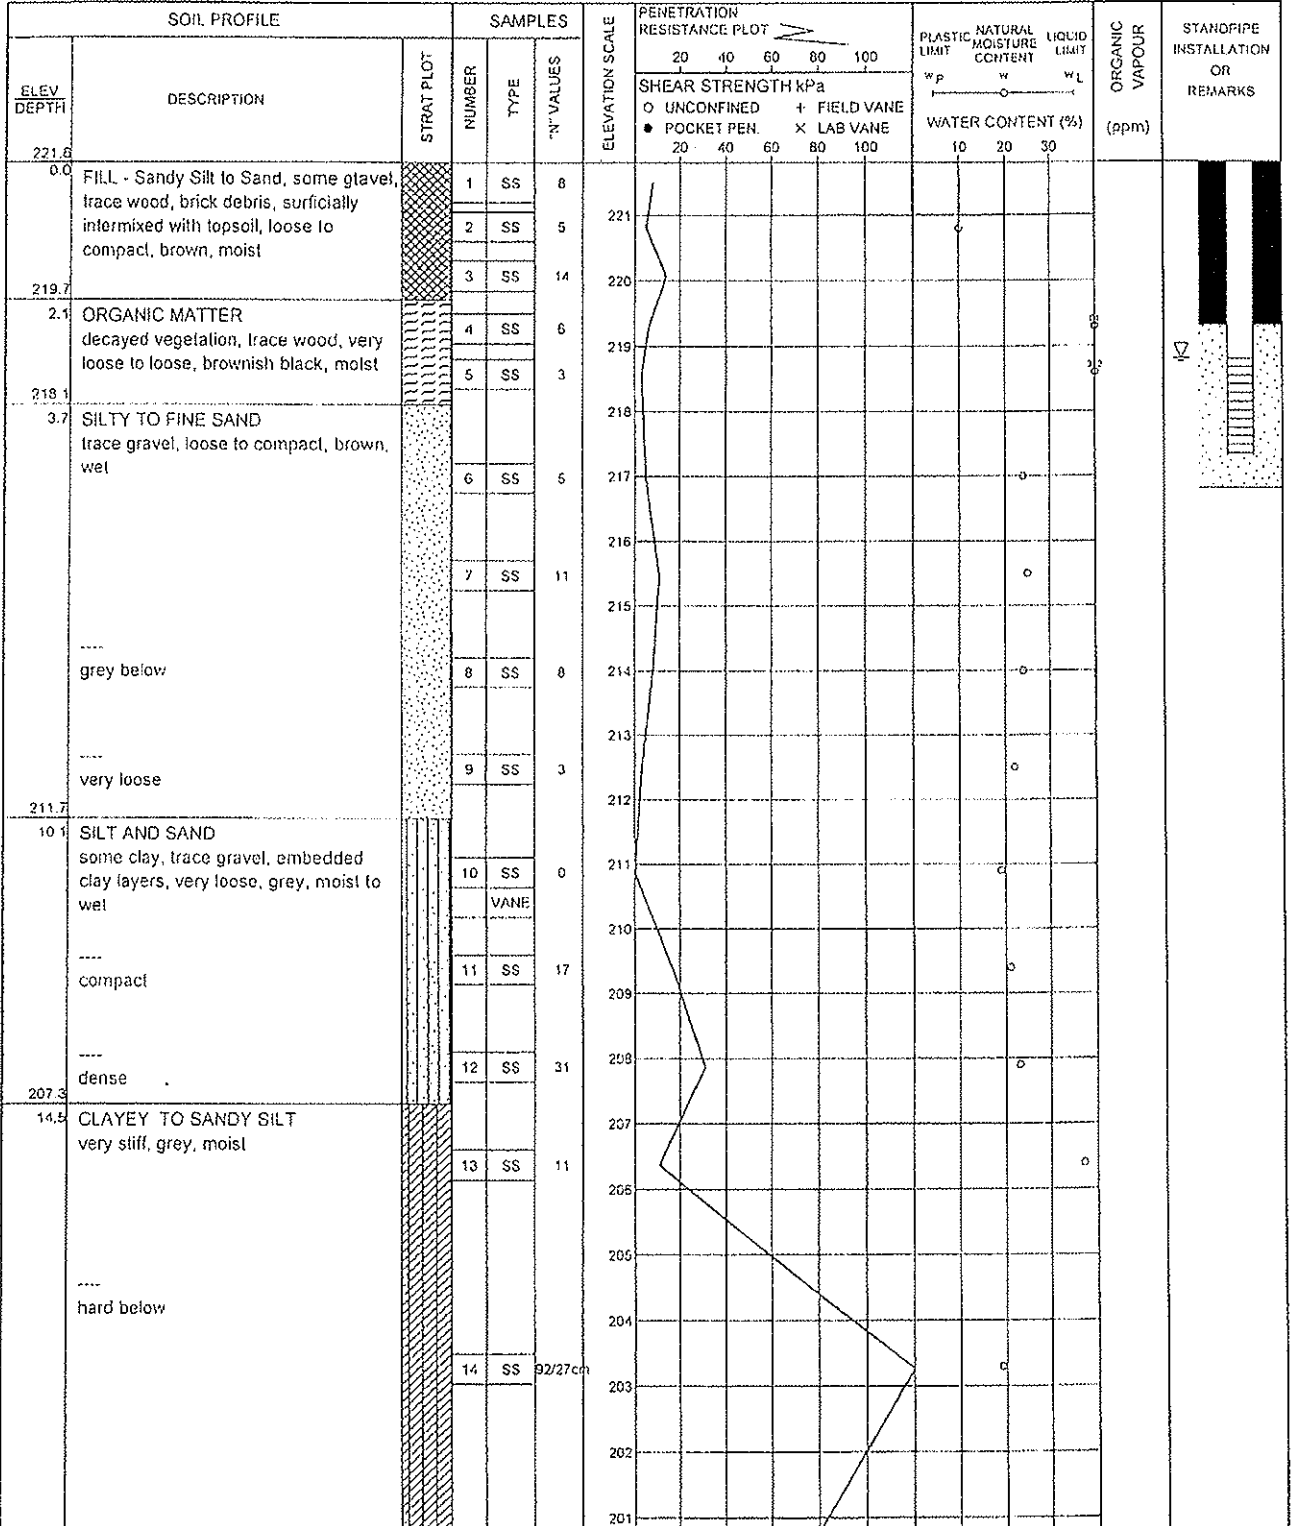 SOIL PROFILE
SAMPLES
ELEV
DEPTH
DESCRIPTION
STRAT PLOT
NUMBER
TYPE
"N" VALUES
ELEVATION SCALE
PENETRATION
RESISTANCE PLOT
20 40 60 80 100
SHEAR STRENGTH kPa
O UNCONFINED + FIELD VANE
● POCKET PEN. × LAB VANE
20 40 60 80 100
PLASTIC LIMIT
NATURAL MOISTURE CONTENT
LIQUID LIMIT
WP W WL
WATER CONTENT (%)
10 20 30
ORGANIC VAPOUR
(ppm)
STANDPIPE
INSTALLATION
OR
REMARKS
221.8
0.0
FILL - Sandy Silt to Sand, some gravel,
trace wood, brick debris, surficially
intermixed with topsoil, loose to
compact, brown, moist
1 SS 8
2 SS 5
3 SS 14
219.7
2.1
ORGANIC MATTER
decayed vegetation, trace wood, very
loose to loose, brownish black, moist
4 SS 6
5 SS 3
218.1
3.7
SILTY TO FINE SAND
trace gravel, loose to compact, brown,
wet
6 SS 5
7 SS 11
----
grey below
8 SS 8
----
very loose
9 SS 3
211.7
10.1
SILT AND SAND
some clay, trace gravel, embedded
clay layers, very loose, grey, moist to
wet
10 SS 0
VANE
----
compact
11 SS 17
----
dense
12 SS 31
207.3
14.5
CLAYEY TO SANDY SILT
very stiff, grey, moist
13 SS 11
----
hard below
14 SS 92/27cm
221
220
219
218
217
216
215
214
213
212
211
210
209
208
207
206
205
204
203
202
201